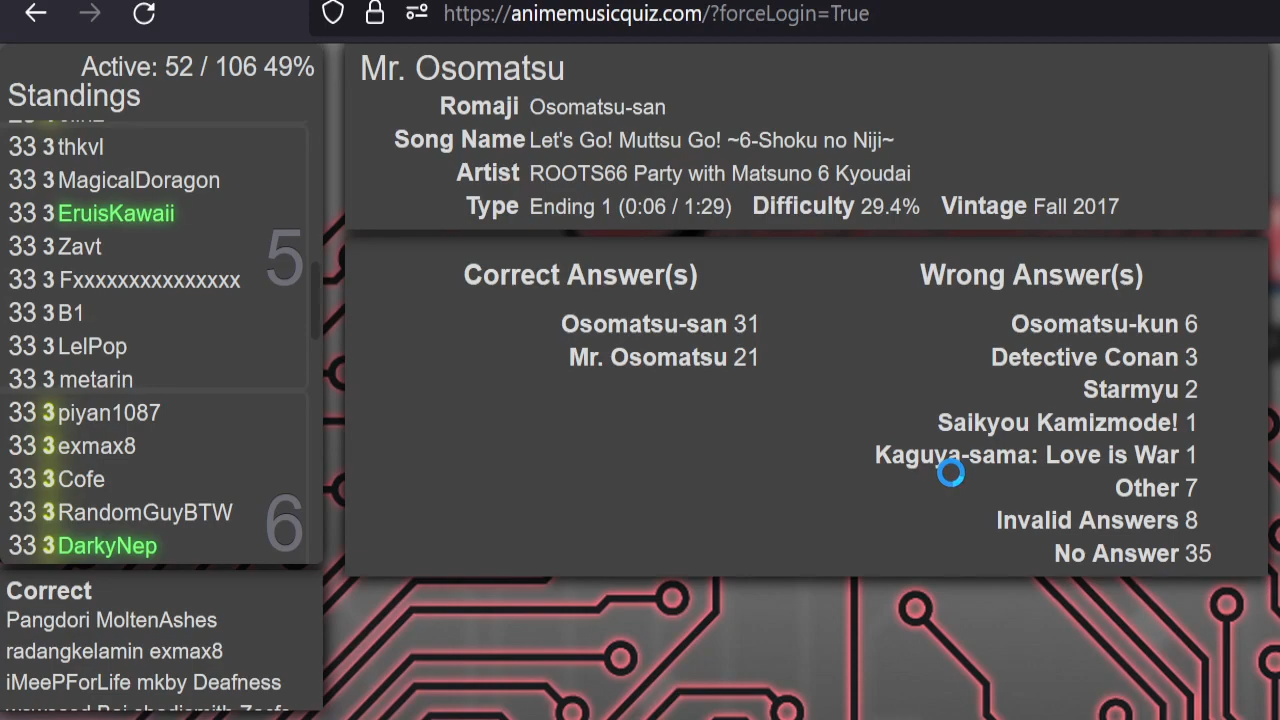 https://animemusicquiz.com/?forceLogin=True
Active: 52 / 106 49%
Standings
33 3 thkvl
33 3 MagicalDoragon
33 3 EruisKawaii
33 3 Zavt
33 3 Fxxxxxxxxxxxxxxx
33 3 B1
33 3 LelPop
33 3 metarin
5
33 3 piyan1087
33 3 exmax8
33 3 Cofe
33 3 RandomGuyBTW
33 3 DarkyNep
6
Correct
Pangdori MoltenAshes
radangkelamin exmax8
iMeePForLife mkby Deafness
Mr. Osomatsu
Romaji Osomatsu-san
Song Name Let's Go! Muttsu Go! ~6-Shoku no Niji~
Artist ROOTS66 Party with Matsuno 6 Kyoudai
Type Ending 1 (0:06 / 1:29) Difficulty 29.4% Vintage Fall 2017
Correct Answer(s)
Osomatsu-san 31
Mr. Osomatsu 21
Wrong Answer(s)
Osomatsu-kun 6
Detective Conan 3
Starmyu 2
Saikyou Kamizmode! 1
Kaguya-sama: Love is War 1
Other 7
Invalid Answers 8
No Answer 35